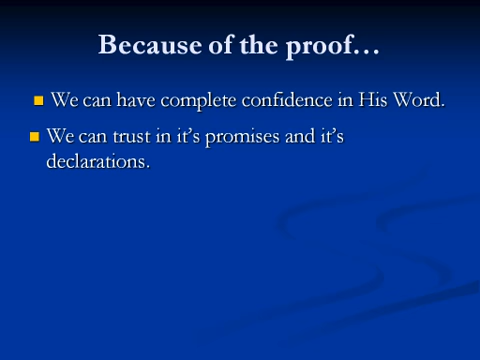 Because of the proof…
We can have complete confidence in His Word.
We can trust in it’s promises and it’s
declarations.